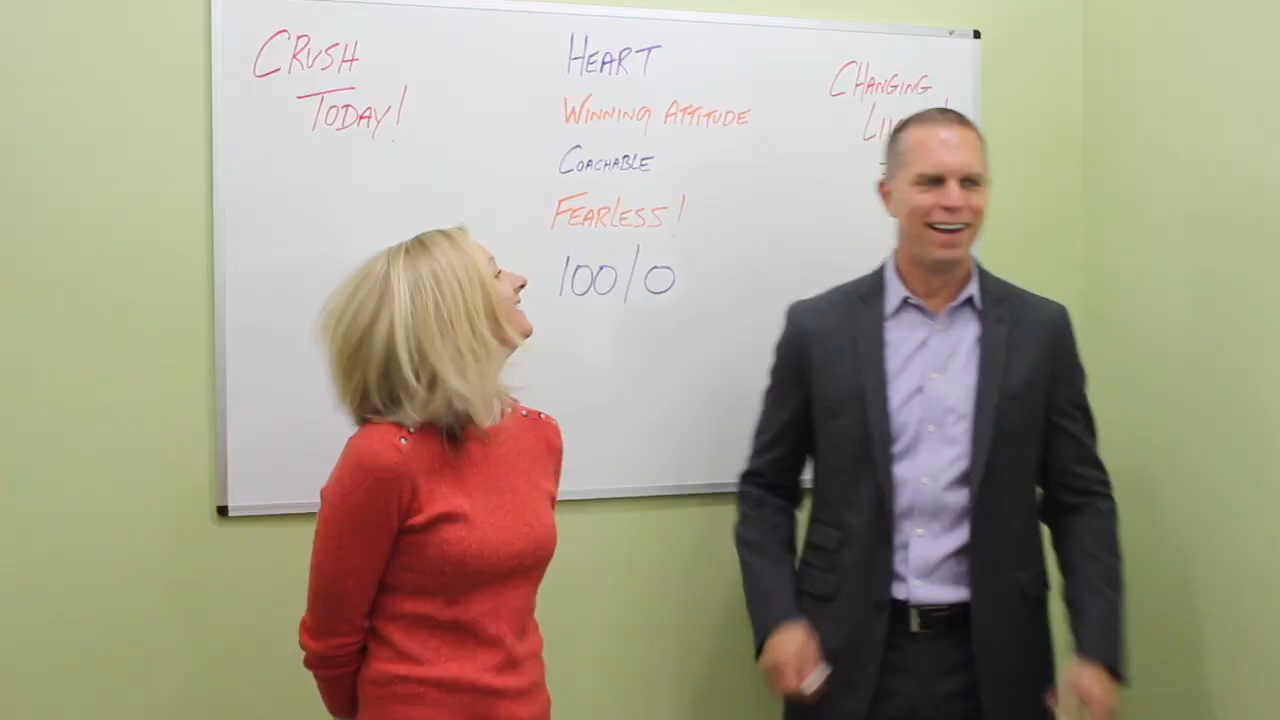 CRUSH
TODAY!
HEART
WINNING ATTITUDE
COACHABLE
FEARLESS!
100/0
CHANGING